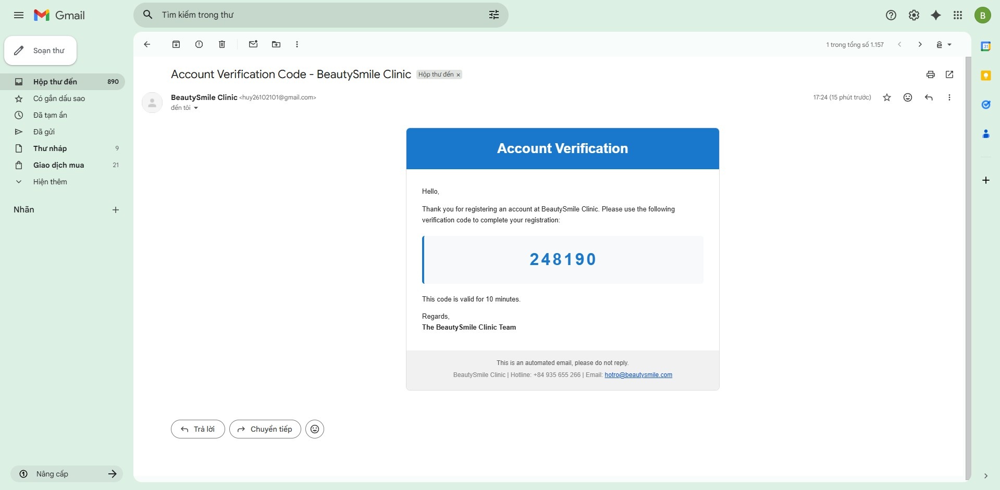 Gmail
Tìm kiếm trong thư
B
Soạn thư
1 trong tổng số 1.157
Hộp thư đến 890
Có gắn dấu sao
Đã tạm ẩn
Đã gửi
Thư nháp 9
Giao dịch mua 21
Hiện thêm
Nhãn
Nâng cấp
Account Verification Code - BeautySmile Clinic Hộp thư đến ×
BeautySmile Clinic <huy26102101@gmail.com>
17:24 (15 phút trước)
đến tôi
Account Verification
Hello,
Thank you for registering an account at BeautySmile Clinic. Please use the following
verification code to complete your registration:
248190
This code is valid for 10 minutes.
Regards,
The BeautySmile Clinic Team
This is an automated email, please do not reply.
BeautySmile Clinic | Hotline: +84 935 655 266 | Email: hotro@beautysmile.com
Trả lời
Chuyển tiếp
31